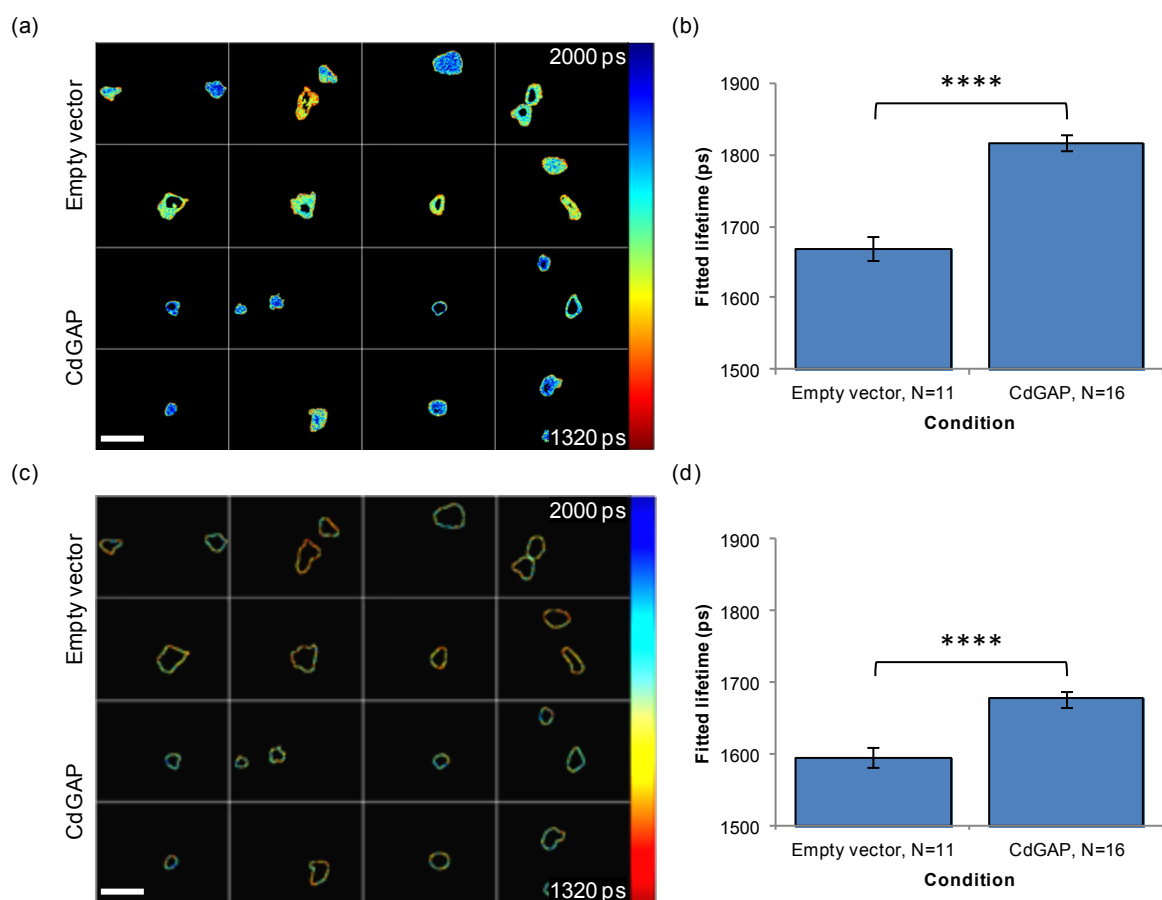 (a)
2000 ps
Empty vector
CdGAP
1320 ps
(b)
1900
1800
1700
1600
1500
Fitted lifetime (ps)
****
Empty vector, N=11
CdGAP, N=16
Condition
(c)
2000 ps
Empty vector
CdGAP
1320 ps
(d)
1900
1800
1700
1600
1500
Fitted lifetime (ps)
****
Empty vector, N=11
CdGAP, N=16
Condition